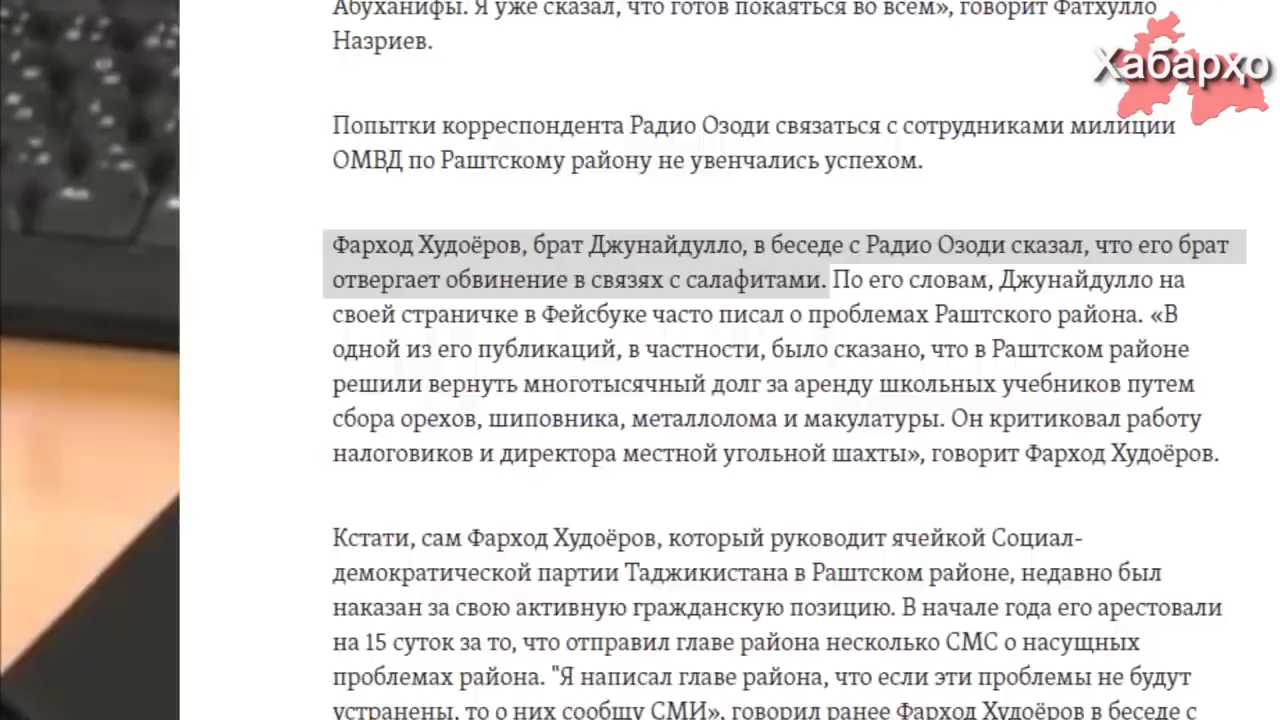 Абуханифы. Я уже сказал, что готов покаяться во всем», говорит Фатхулло
Назриев.
Хабарҳо
Попытки корреспондента Радио Озоди связаться с сотрудниками милиции
ОМВД по Раштскому району не увенчались успехом.
Фарход Худоёров, брат Джунайдулло, в беседе с Радио Озоди сказал, что его брат
отвергает обвинение в связях с салафитами. По его словам, Джунайдулло на
своей страничке в Фейсбуке часто писал о проблемах Раштского района. «В
одной из его публикаций, в частности, было сказано, что в Раштском районе
решили вернуть многотысячный долг за аренду школьных учебников путем
сбора орехов, шиповника, металлолома и макулатуры. Он критиковал работу
налоговиков и директора местной угольной шахты», говорит Фарход Худоёров.
Кстати, сам Фарход Худоёров, который руководит ячейкой Социал-
демократической партии Таджикистана в Раштском районе, недавно был
наказан за свою активную гражданскую позицию. В начале года его арестовали
на 15 суток за то, что отправил главе района несколько СМС о насущных
проблемах района. "Я написал главе района, что если эти проблемы не будут
устранены, то о них сообщу СМИ», говорил ранее Фарход Худоёров в беседе с